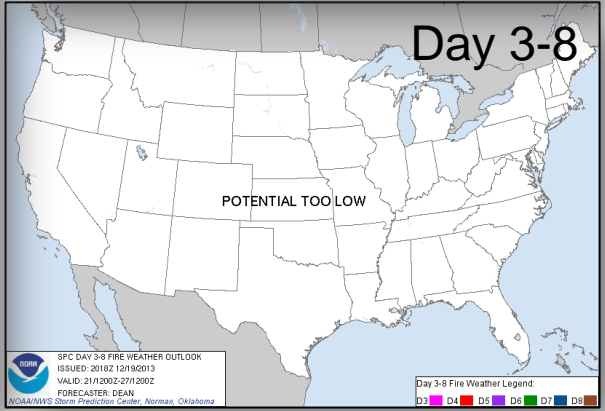 Day 3-8
POTENTIAL TOO LOW
NOAA
SPC DAY 3-8 FIRE WEATHER OUTLOOK
ISSUED: 2018Z 12/19/2013
VALID: 21/1200Z-27/1200Z
FORECASTER: DEAN
NOAA/NWS Storm Prediction Center, Norman, Oklahoma
Day 3-8 Fire Weather Legend:
D3 D4 D5 D6 D7 D8